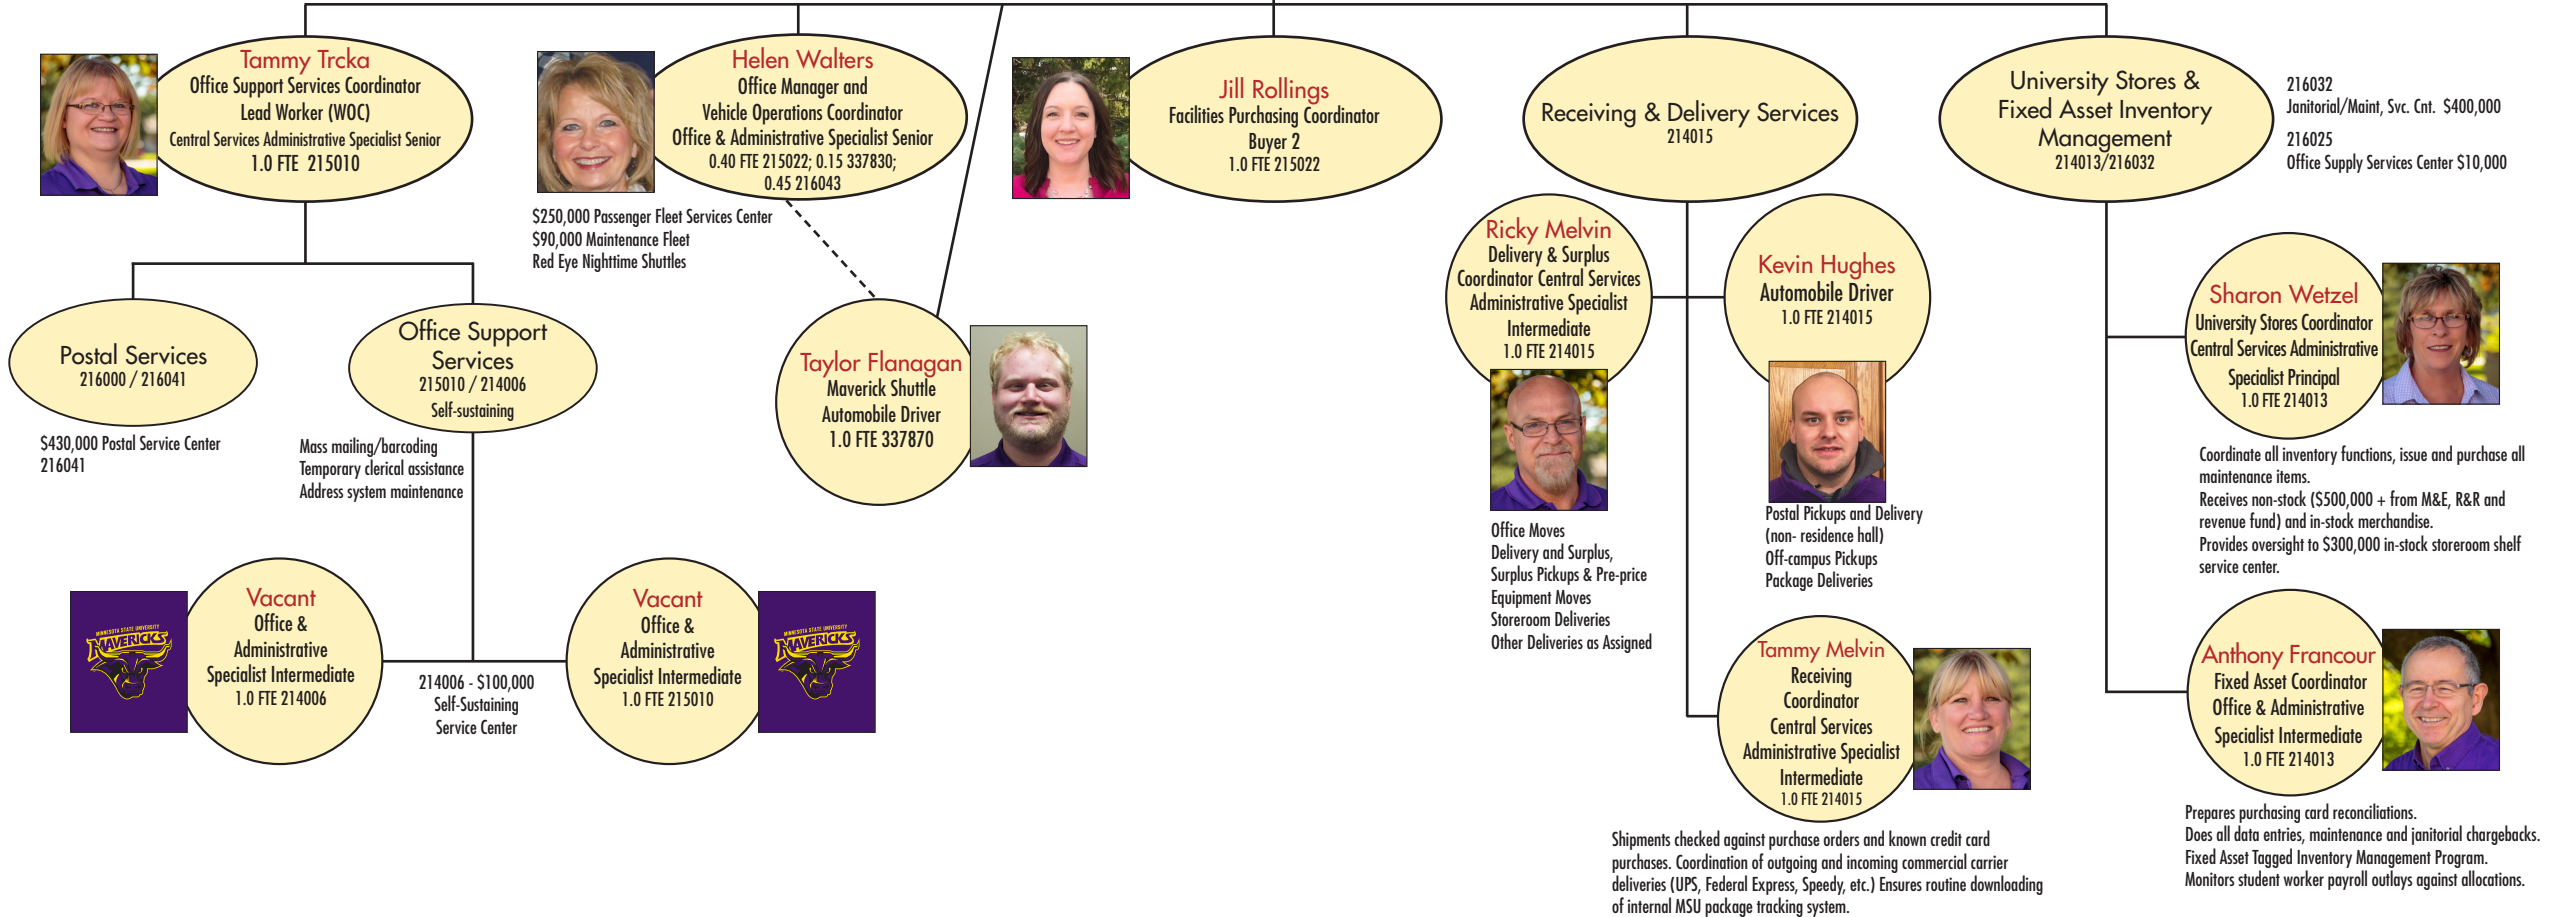 Tammy Trcka
Office Support Services Coordinator
Lead Worker (WOC)
Central Services Administrative Specialist Senior
1.0 FTE 215010
Helen Walters
Office Manager and
Vehicle Operations Coordinator
Office & Administrative Specialist Senior
0.40 FTE 215022; 0.15 337830;
0.45 216043
$250,000 Passenger Fleet Services Center
$90,000 Maintenance Fleet
Red Eye Nighttime Shuttles
Jill Rollings
Facilities Purchasing Coordinator
Buyer 2
1.0 FTE 215022
Receiving & Delivery Services
214015
University Stores &
Fixed Asset Inventory
Management
214013/216032
216032
Janitorial/Maint, Svc. Cnt. $400,000
216025
Office Supply Services Center $10,000
Postal Services
216000 / 216041
$430,000 Postal Service Center
216041
Office Support
Services
215010 / 214006
Self-sustaining
Mass mailing/barcoding
Temporary clerical assistance
Address system maintenance
Taylor Flanagan
Maverick Shuttle
Automobile Driver
1.0 FTE 337870
Ricky Melvin
Delivery & Surplus
Coordinator Central Services
Administrative Specialist
Intermediate
1.0 FTE 214015
Office Moves
Delivery and Surplus,
Surplus Pickups & Pre-price
Equipment Moves
Storeroom Deliveries
Other Deliveries as Assigned
Kevin Hughes
Automobile Driver
1.0 FTE 214015
Postal Pickups and Delivery
(non- residence hall)
Off-campus Pickups
Package Deliveries
Sharon Wetzel
University Stores Coordinator
Central Services Administrative
Specialist Principal
1.0 FTE 214013
Coordinate all inventory functions, issue and purchase all
maintenance items.
Receives non-stock ($500,000 + from M&E, R&R and
revenue fund) and in-stock merchandise.
Provides oversight to $300,000 in-stock storeroom shelf
service center.
MINNESOTA STATE UNIVERSITY
MAVERICKS
Vacant
Office &
Administrative
Specialist Intermediate
1.0 FTE 214006
214006 - $100,000
Self-Sustaining
Service Center
Vacant
Office &
Administrative
Specialist Intermediate
1.0 FTE 215010
MINNESOTA STATE UNIVERSITY
MAVERICKS
Tammy Melvin
Receiving
Coordinator
Central Services
Administrative Specialist
Intermediate
1.0 FTE 214015
Shipments checked against purchase orders and known credit card
purchases. Coordination of outgoing and incoming commercial carrier
deliveries (UPS, Federal Express, Speedy, etc.) Ensures routine downloading
of internal MSU package tracking system.
Anthony Francour
Fixed Asset Coordinator
Office & Administrative
Specialist Intermediate
1.0 FTE 214013
Prepares purchasing card reconciliations.
Does all data entries, maintenance and janitorial chargebacks.
Fixed Asset Tagged Inventory Management Program.
Monitors student worker payroll outlays against allocations.